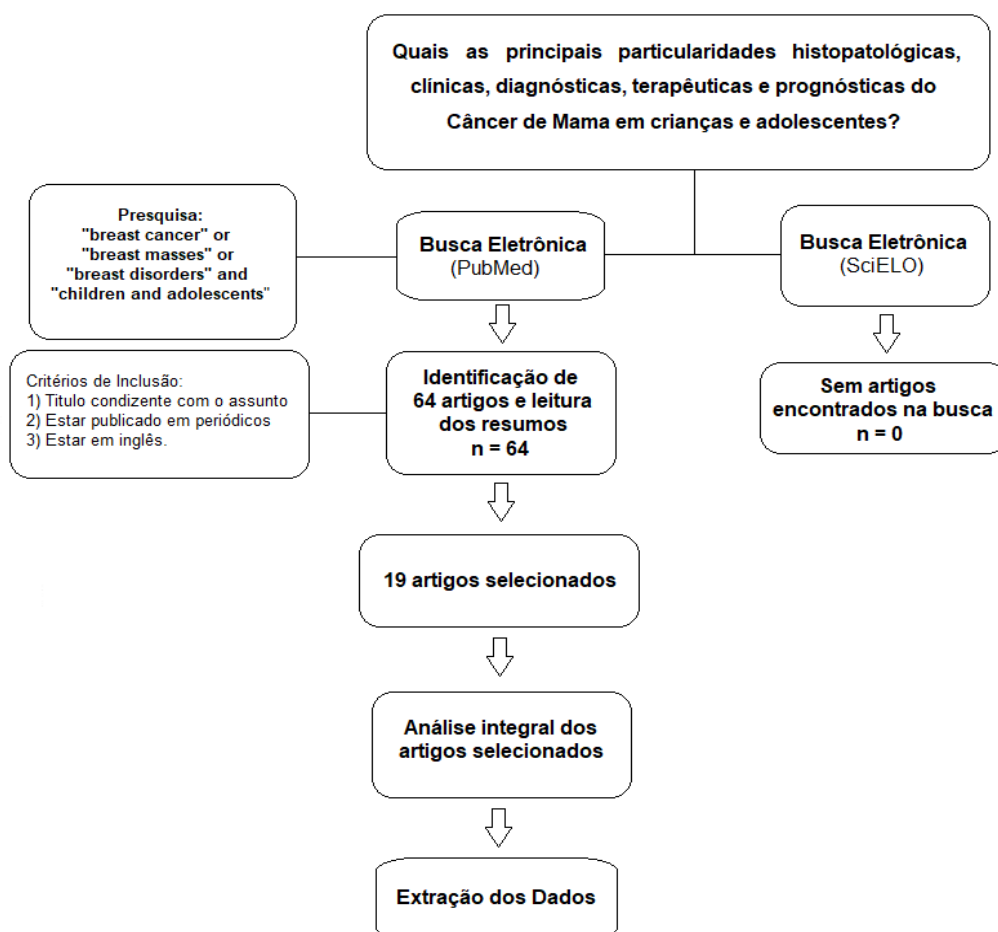 Quais as principais particularidades histopatológicas,
clínicas, diagnósticas, terapêuticas e prognósticas do
Câncer de Mama em crianças e adolescentes?
Presquisa:
"breast cancer" or
"breast masses" or
"breast disorders" and
"children and adolescents"
Busca Eletrônica
(PubMed)
Busca Eletrônica
(SciELO)
Critérios de Inclusão:
1) Titulo condizente com o assunto
2) Estar publicado em periódicos
3) Estar em inglês.
Identificação de
64 artigos e leitura
dos resumos
n = 64
Sem artigos
encontrados na busca
n = 0
19 artigos selecionados
Análise integral dos
artigos selecionados
Extração dos Dados